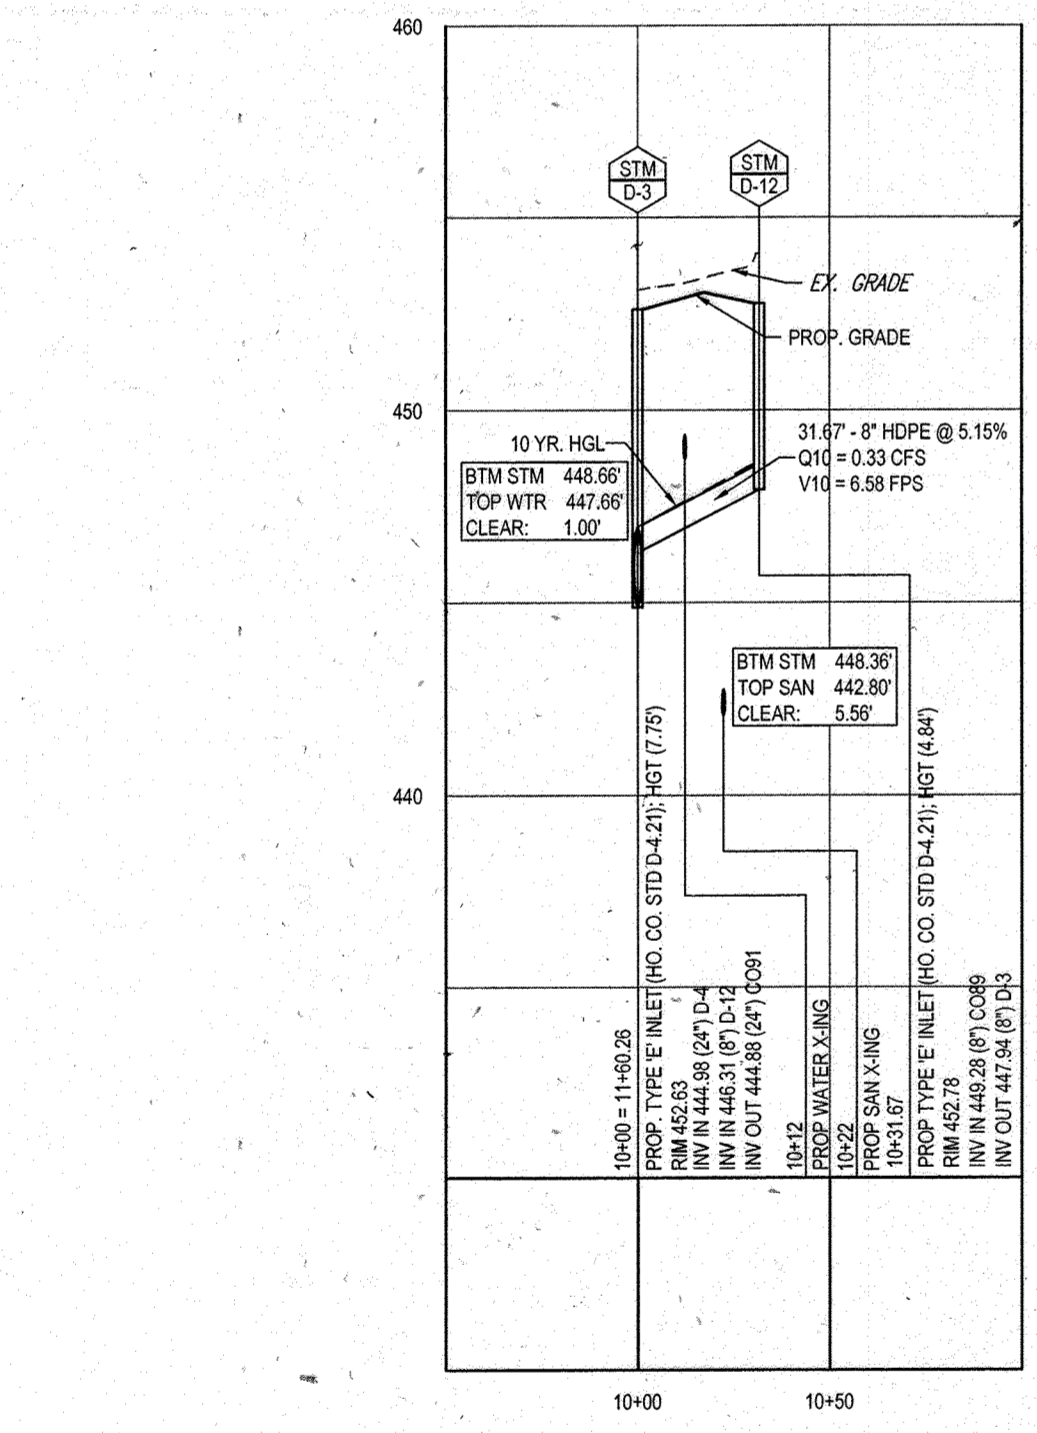 460
STM
D-3
STM
D-12
EX. GRADE
PROP. GRADE
450
10 YR. HGL
31.67' - 8" HDPE @ 5.15%
Q10 = 0.33 CFS
V10 = 6.58 FPS
BTM STM 448.66'
TOP WTR 447.66'
CLEAR: 1.00'
BTM STM 448.36'
TOP SAN 442.80'
CLEAR: 5.56'
440
10+00 = 11+60.26
PROP. TYPE 'E' INLET (HO. CO. STD D-4.21); HGT (7.75')
RIM 452.63
INV IN 444.98 (24") D-4
INV IN 446.31 (8") D-12
INV OUT 444.88 (24") CO91
10+12
PROP WATER X-ING
10+22
PROP SAN X-ING
10+31.67
PROP TYPE 'E' INLET (HO. CO. STD D-4.21); HGT (4.84')
RIM 452.78
INV IN 449.28 (8") CO89
INV OUT 447.94 (8") D-3
10+00
10+50